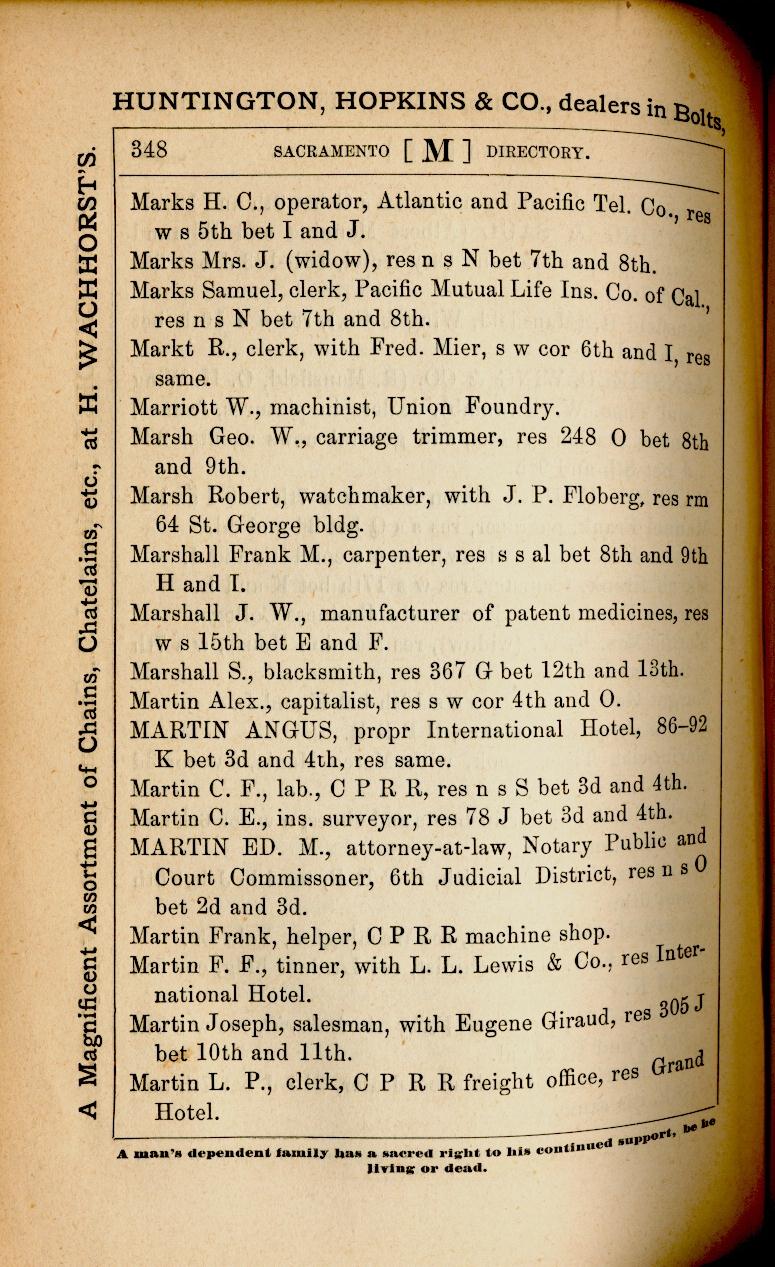 HUNTINGTON, HOPKINS & CO., dealers in Bolts,
348 SACRAMENTO [ M ] DIRECTORY.
Marks H. C., operator, Atlantic and Pacific Tel. Co., res
w s 5th bet I and J.
Marks Mrs. J. (widow), res n s N bet 7th and 8th.
Marks Samuel, clerk, Pacific Mutual Life Ins. Co. of Cal.,
res n s N bet 7th and 8th.
Markt R., clerk, with Fred. Mier, s w cor 6th and I, res
same.
Marriott W., machinist, Union Foundry.
Marsh Geo. W., carriage trimmer, res 248 O bet 8th
and 9th.
Marsh Robert, watchmaker, with J. P. Floberg, res rm
64 St. George bldg.
Marshall Frank M., carpenter, res s s al bet 8th and 9th
H and I.
Marshall J. W., manufacturer of patent medicines, res
w s 15th bet E and F.
Marshall S., blacksmith, res 367 G bet 12th and 13th.
Martin Alex., capitalist, res s w cor 4th and O.
MARTIN ANGUS, propr International Hotel, 86–92
K bet 3d and 4th, res same.
Martin C. F., lab., C P R R, res n s S bet 3d and 4th.
Martin C. E., ins. surveyor, res 78 J bet 3d and 4th.
MARTIN ED. M., attorney-at-law, Notary Public and
Court Commissoner, 6th Judicial District, res n s O
bet 2d and 3d.
Martin Frank, helper, C P R R machine shop.
Martin F. F., tinner, with L. L. Lewis & Co., res Inter-
national Hotel.
Martin Joseph, salesman, with Eugene Giraud, res 305 J
bet 10th and 11th.
Martin L. P., clerk, C P R R freight office, res Grand
Hotel.
A man's dependent family has a sacred right to his continued support, be he
living or dead.
A Magnificent Assortment of Chains, Chatelains, etc., at H. WACHHORST'S.